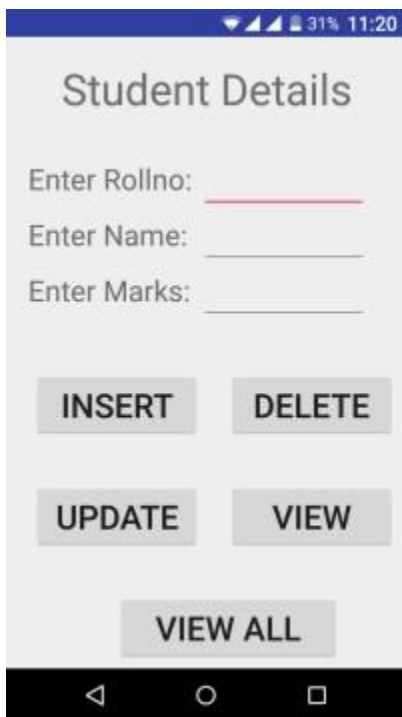 31% 11:20
Student Details
Enter Rollno:
Enter Name:
Enter Marks:
INSERT DELETE
UPDATE VIEW
VIEW ALL